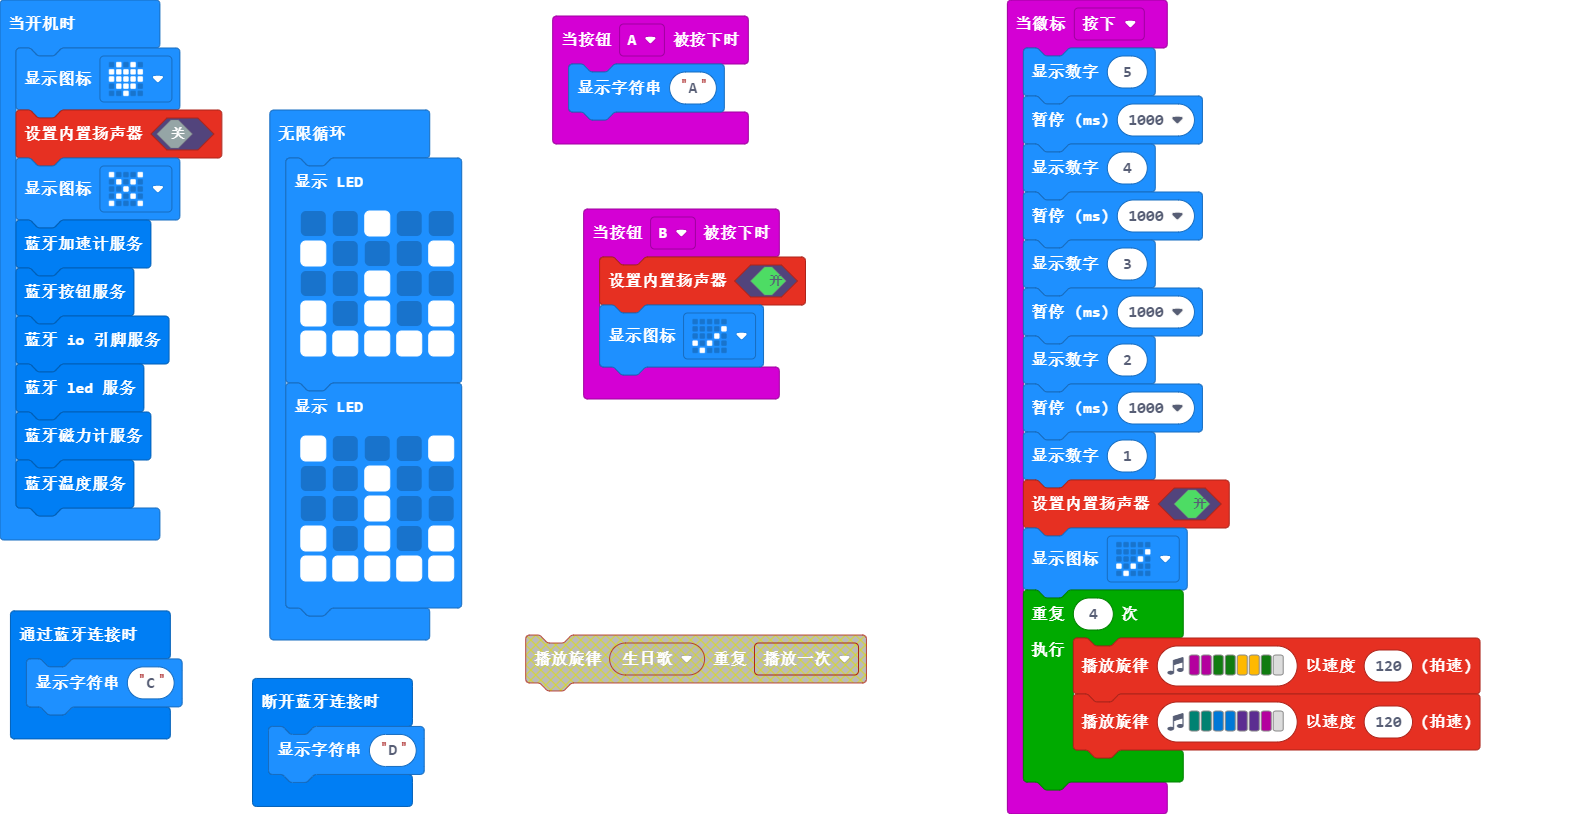 当开机时
显示图标
设置内置扬声器 关
显示图标
蓝牙加速计服务
蓝牙按钮服务
蓝牙 io 引脚服务
蓝牙 led 服务
蓝牙磁力计服务
蓝牙温度服务
通过蓝牙连接时
显示字符串 "C"
无限循环
显示 LED
显示 LED
断开蓝牙连接时
显示字符串 "D"
当按钮 A 被按下时
显示字符串 "A"
当按钮 B 被按下时
设置内置扬声器 开
显示图标
播放旋律 生日歌 重复 播放一次
当徽标 按下
显示数字 5
暂停 (ms) 1000
显示数字 4
暂停 (ms) 1000
显示数字 3
暂停 (ms) 1000
显示数字 2
暂停 (ms) 1000
显示数字 1
设置内置扬声器 开
显示图标
重复 4 次
执行
播放旋律 以速度 120 (拍速)
播放旋律 以速度 120 (拍速)